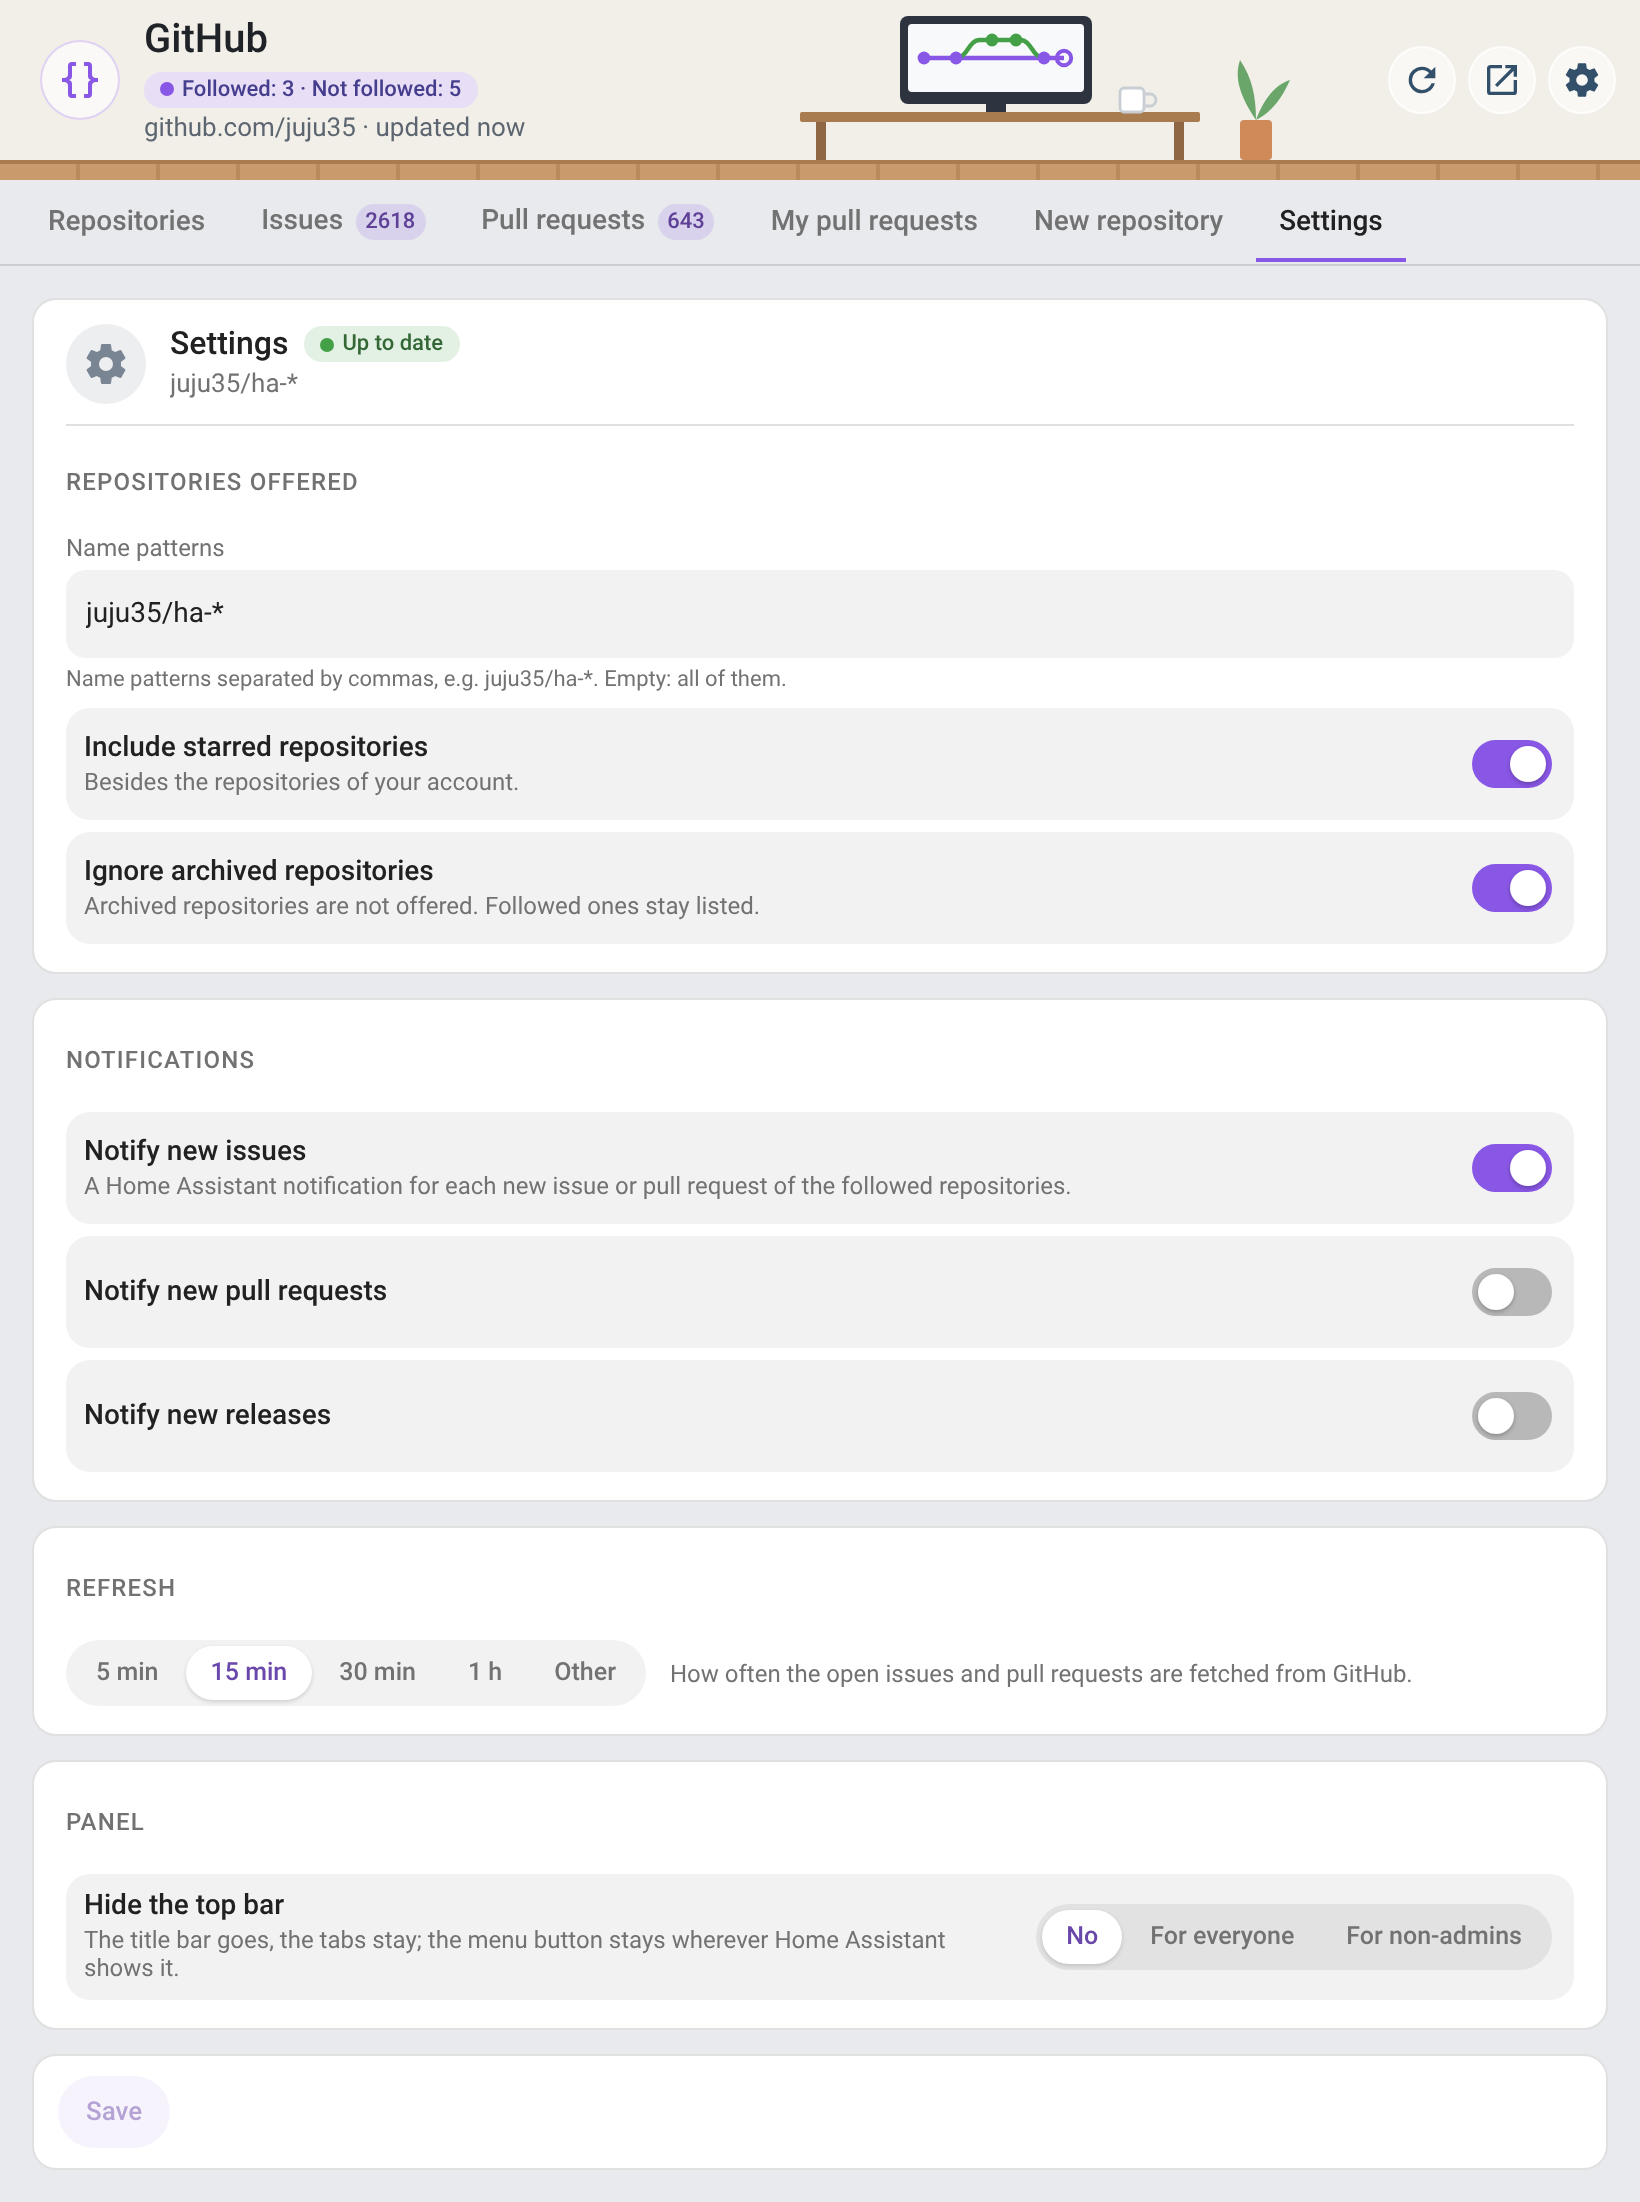 GitHub
Followed: 3 · Not followed: 5
github.com/juju35 · updated now
Repositories
Issues 2618
Pull requests 643
My pull requests
New repository
Settings
Settings
Up to date
juju35/ha-*
REPOSITORIES OFFERED
Name patterns
juju35/ha-*
Name patterns separated by commas, e.g. juju35/ha-*. Empty: all of them.
Include starred repositories
Besides the repositories of your account.
Ignore archived repositories
Archived repositories are not offered. Followed ones stay listed.
NOTIFICATIONS
Notify new issues
A Home Assistant notification for each new issue or pull request of the followed repositories.
Notify new pull requests
Notify new releases
REFRESH
5 min
15 min
30 min
1 h
Other
How often the open issues and pull requests are fetched from GitHub.
PANEL
Hide the top bar
The title bar goes, the tabs stay; the menu button stays wherever Home Assistant
shows it.
No
For everyone
For non-admins
Save